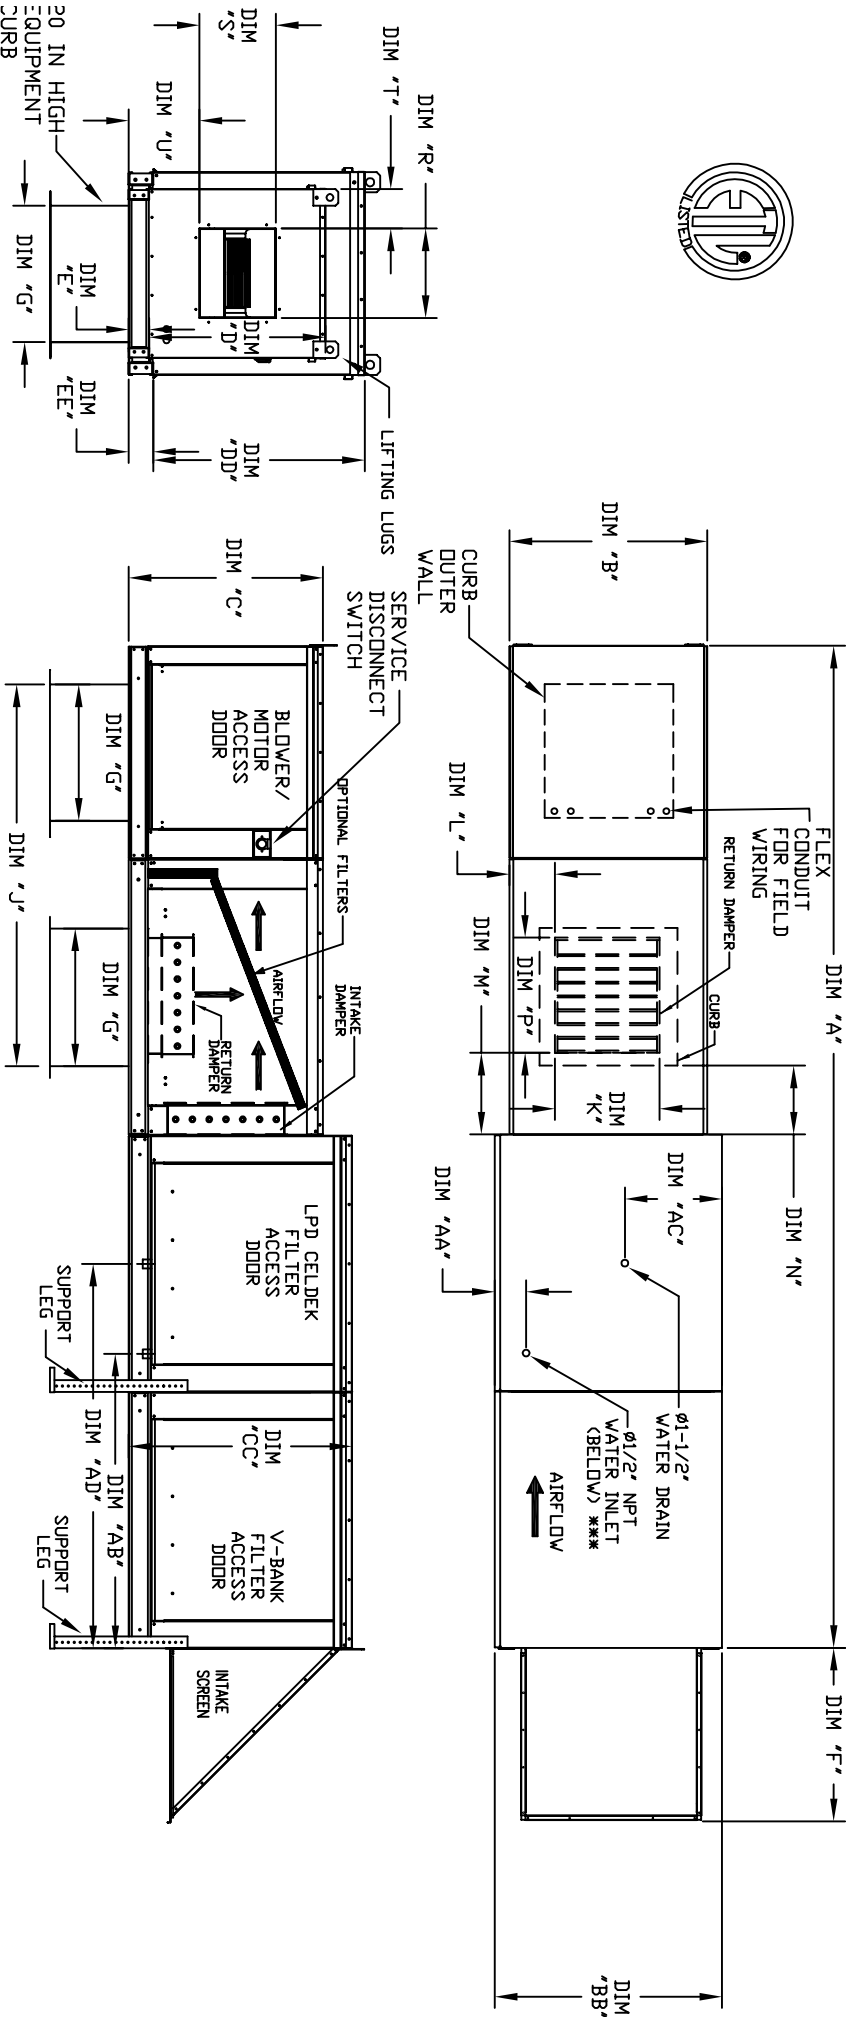 LISTED
DIM "A"
DIM "F"
DIM "B"
FLEX
CONDUIT
FOR FIELD
WIRING
RETURN DAMPER
CURB
CURB
OUTER
WALL
DIM "L"
DIM "M"
DIM "P"
DIM
"K"
DIM "N"
DIM "AC"
DIM "AA"
ø1-1/2"
WATER DRAIN
ø1/2" NPT
WATER INLET
(BELOW) ***
AIRFLOW
DIM
"BB"
DIM
"S"
DIM "T"
DIM "R"
DIM "U"
20 IN HIGH
EQUIPMENT
CURB
DIM "G"
DIM
"E"
DIM
"D"
DIM
"EE"
DIM
"DD"
LIFTING LUGS
DIM "C"
SERVICE
DISCONNECT
SWITCH
BLOWER/
MOTOR
ACCESS
DOOR
OPTIONAL FILTERS
AIRFLOW
INTAKE
DAMPER
RETURN
DAMPER
DIM "G"
DIM "J"
DIM "G"
LPD CELDEK
FILTER
ACCESS
DOOR
SUPPORT
LEG
DIM "AD"
DIM "AB"
DIM
"CC"
V-BANK
FILTER
ACCESS
DOOR
SUPPORT
LEG
INTAKE
SCREEN